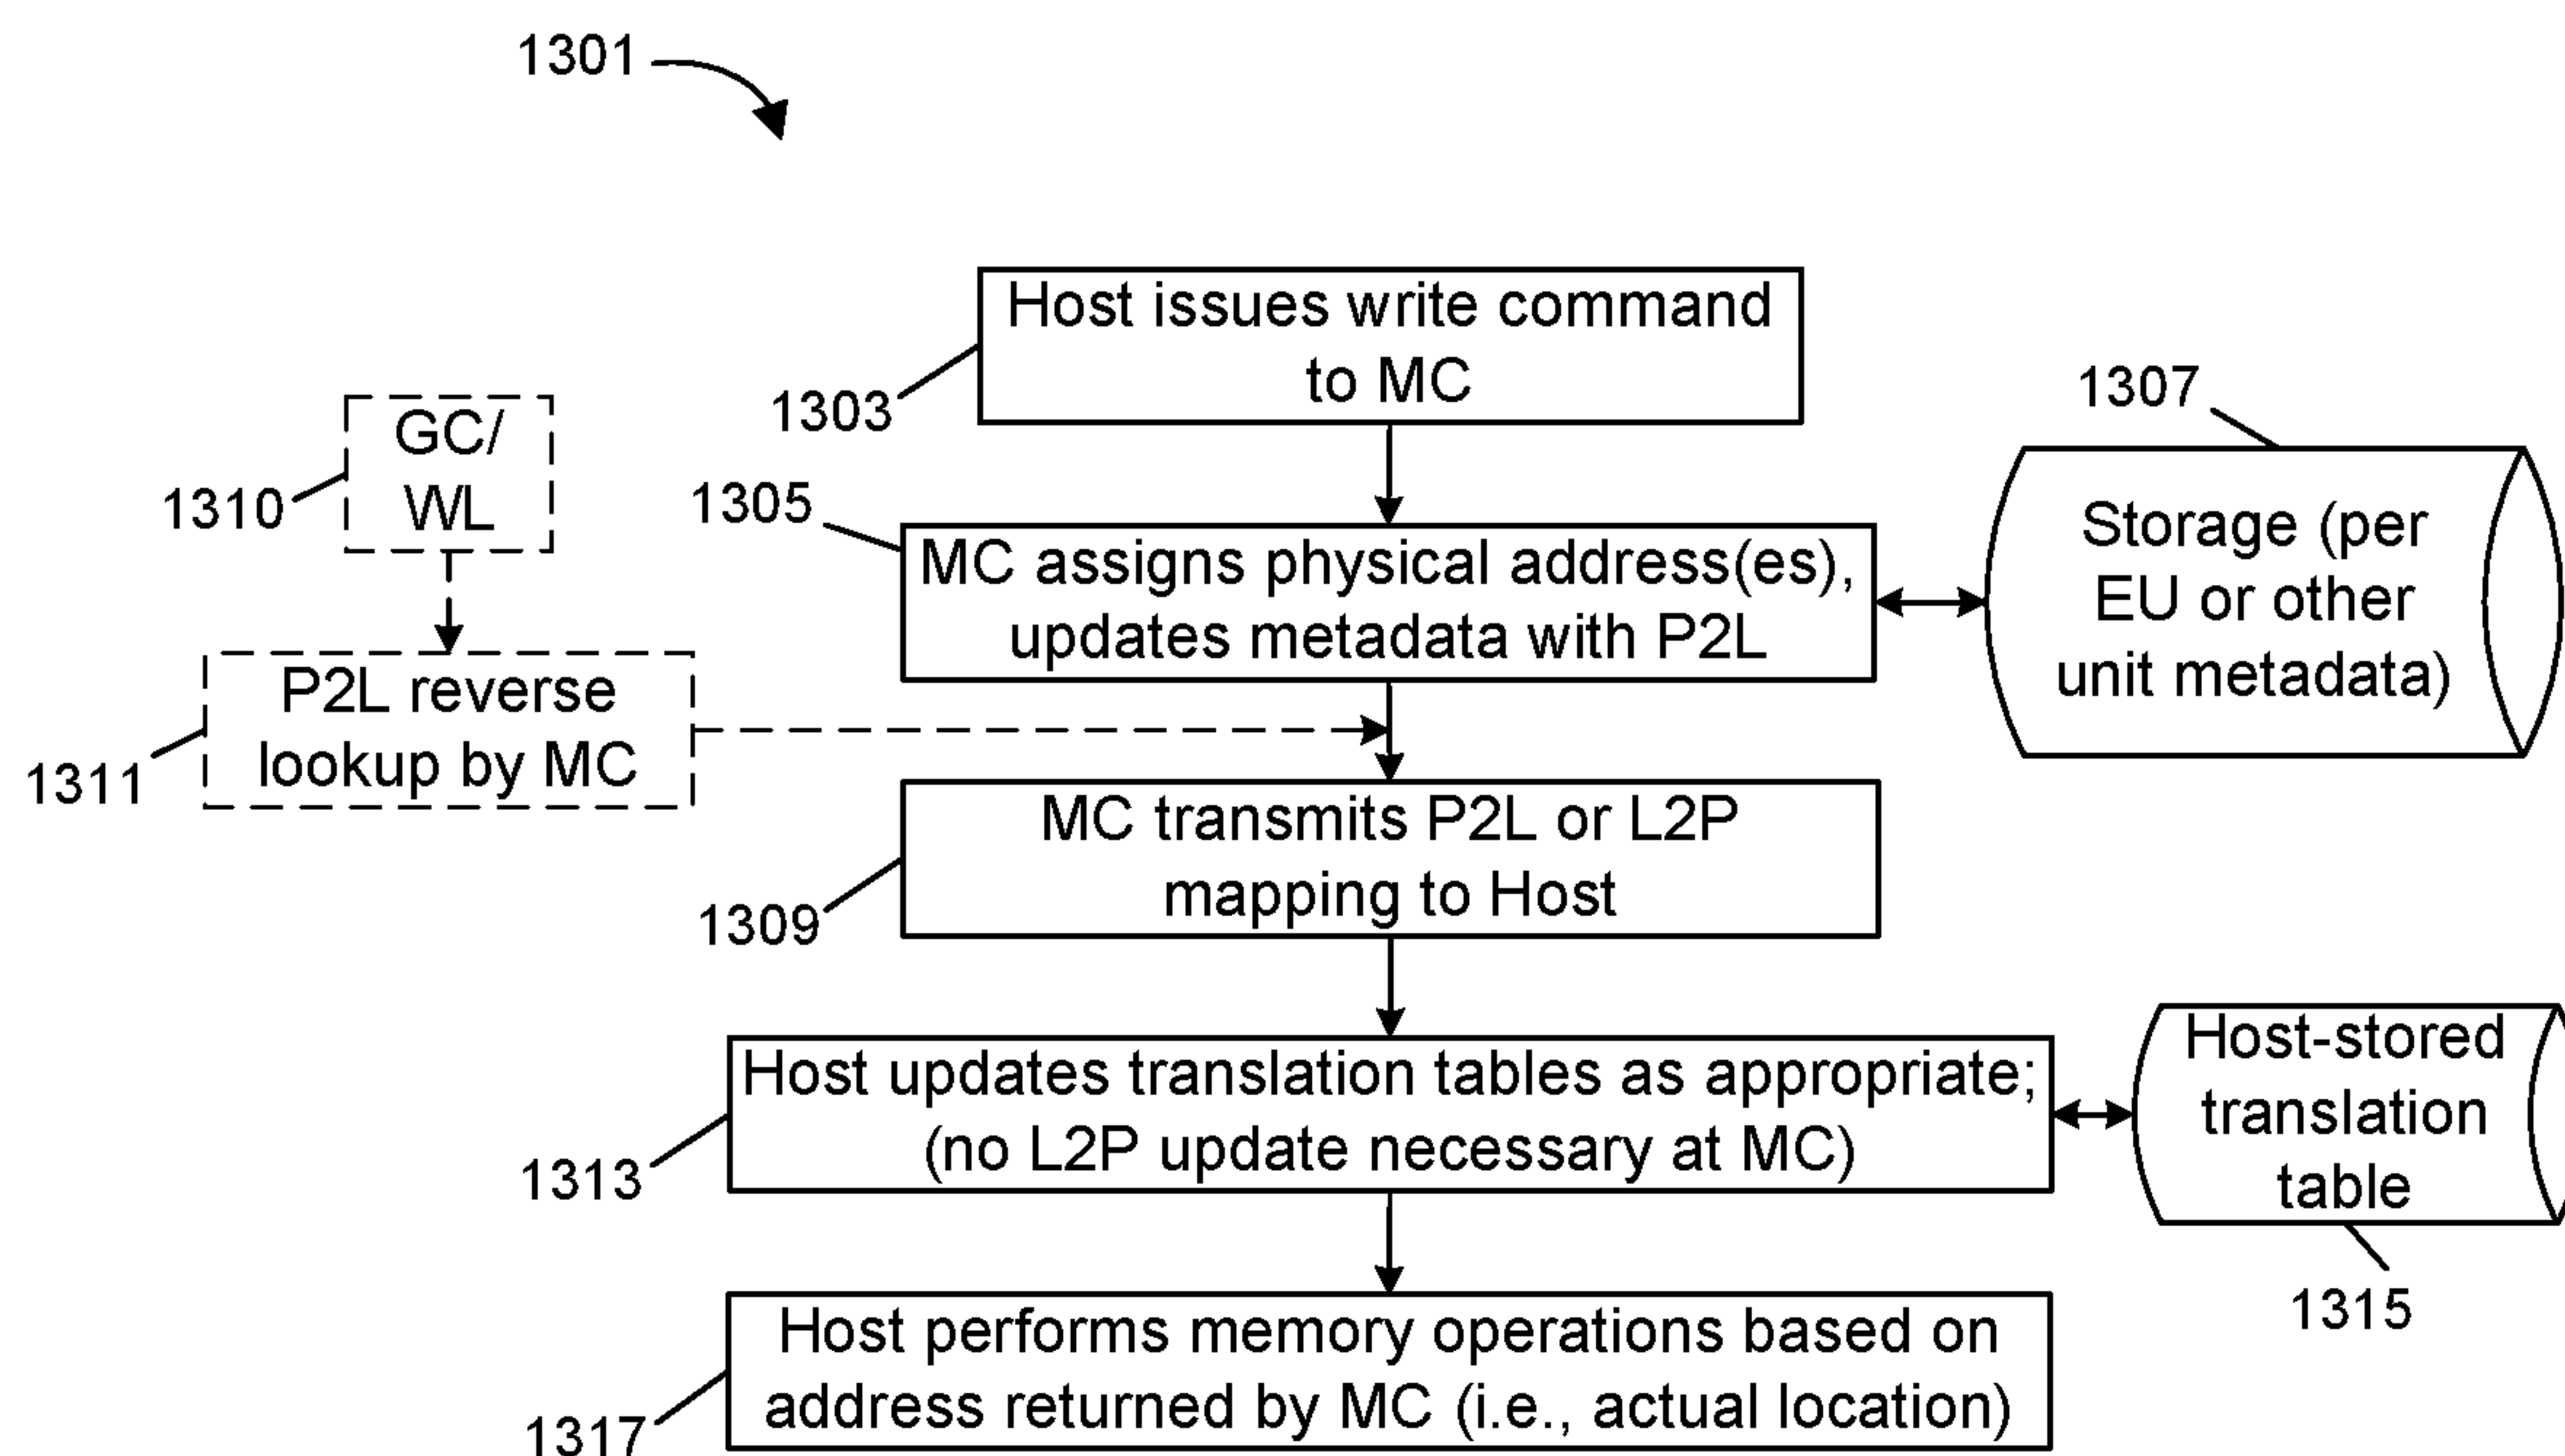 1301
Host issues write command
to MC
1303
1307
GC/
WL
1310
1305
MC assigns physical address(es),
updates metadata with P2L
Storage (per
EU or other
unit metadata)
P2L reverse
lookup by MC
1311
MC transmits P2L or L2P
mapping to Host
1309
Host updates translation tables as appropriate;
(no L2P update necessary at MC)
1313
Host-stored
translation
table
1315
Host performs memory operations based on
address returned by MC (i.e., actual location)
1317